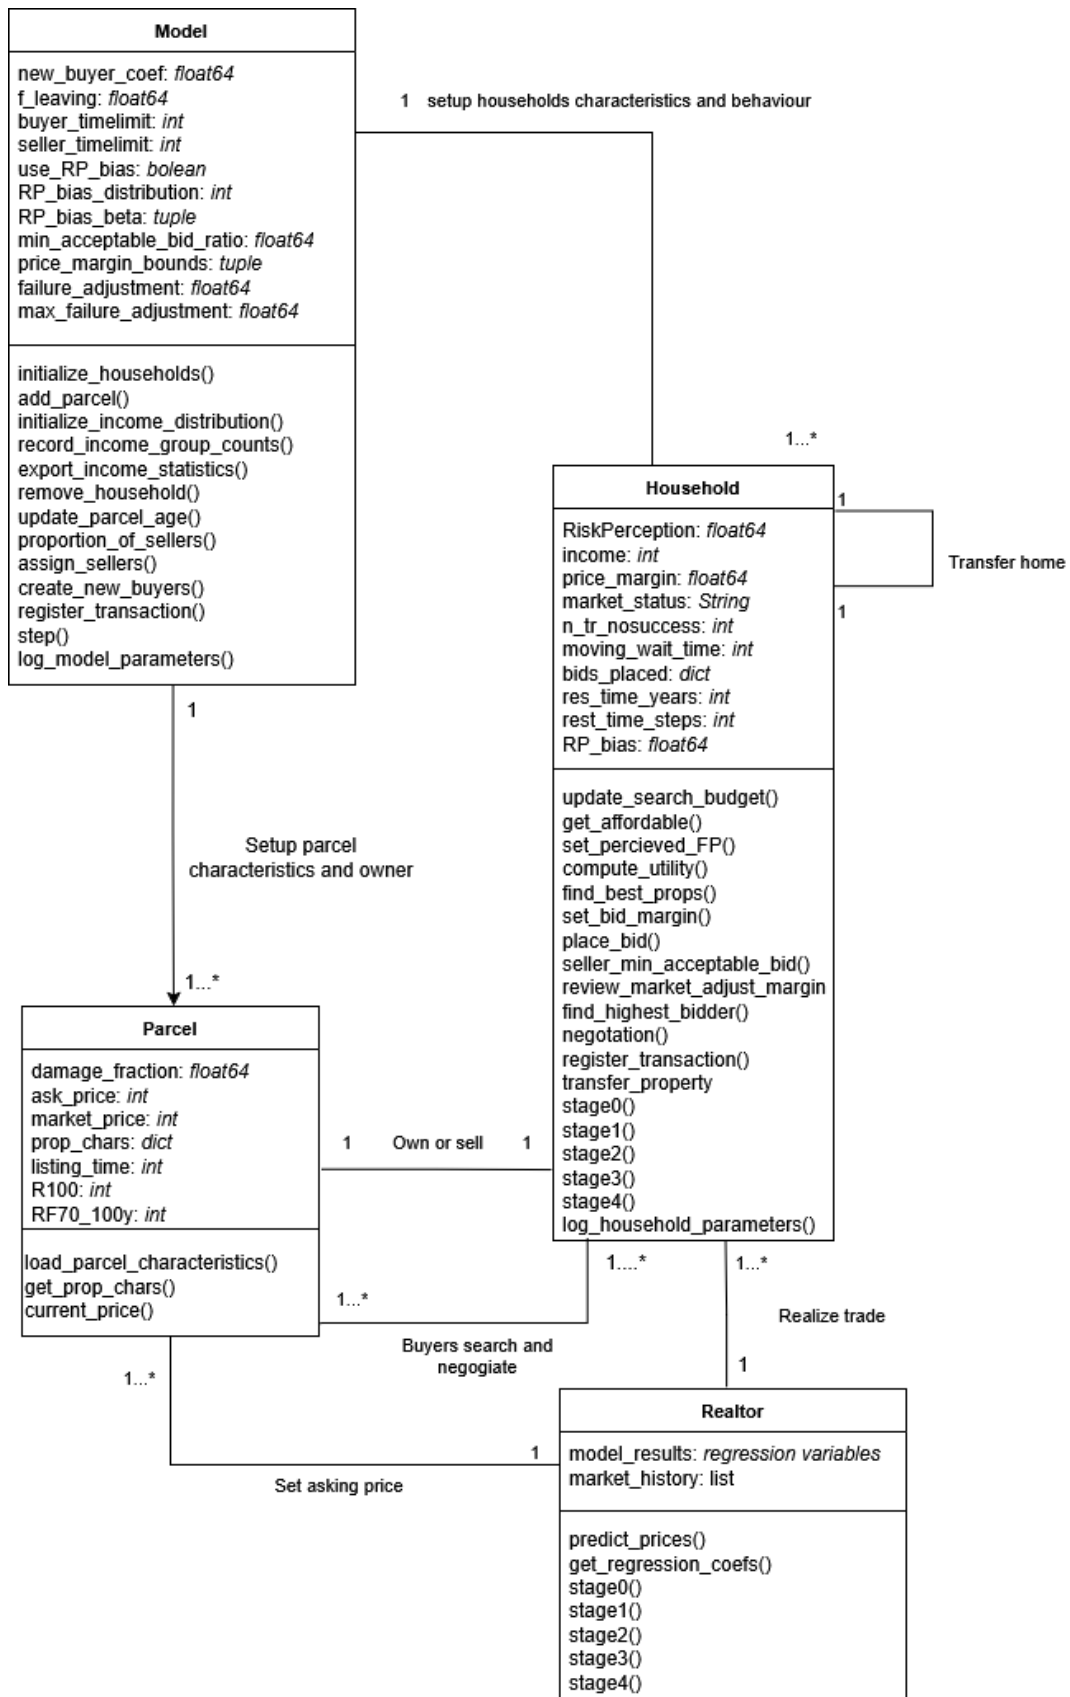 Model
new_buyer_coef: float64
f_leaving: float64
buyer_timelimit: int
seller_timelimit: int
use_RP_bias: bolean
RP_bias_distribution: int
RP_bias_beta: tuple
min_acceptable_bid_ratio: float64
price_margin_bounds: tuple
failure_adjustment: float64
max_failure_adjustment: float64
initialize_households()
add_parcel()
initialize_income_distribution()
record_income_group_counts()
export_income_statistics()
remove_household()
update_parcel_age()
proportion_of_sellers()
assign_sellers()
create_new_buyers()
register_transaction()
step()
log_model_parameters()
1 setup households characteristics and behaviour
1...*
Household
RiskPerception: float64
income: int
price_margin: float64
market_status: String
n_tr_nosuccess: int
moving_wait_time: int
bids_placed: dict
res_time_years: int
rest_time_steps: int
RP_bias: float64
update_search_budget()
get_affordable()
set_percieved_FP()
compute_utility()
find_best_props()
set_bid_margin()
place_bid()
seller_min_acceptable_bid()
review_market_adjust_margin
find_highest_bidder()
negotation()
register_transaction()
transfer_property
stage0()
stage1()
stage2()
stage3()
stage4()
log_household_parameters()
1
Transfer home
1
1
Setup parcel
characteristics and owner
1...*
Parcel
damage_fraction: float64
ask_price: int
market_price: int
prop_chars: dict
listing_time: int
R100: int
RF70_100y: int
load_parcel_characteristics()
get_prop_chars()
current_price()
1 Own or sell 1
1...*
1....*
Buyers search and
negogiate
1...*
Realize trade
1
1...*
1
Set asking price
Realtor
model_results: regression variables
market_history: list
predict_prices()
get_regression_coefs()
stage0()
stage1()
stage2()
stage3()
stage4()